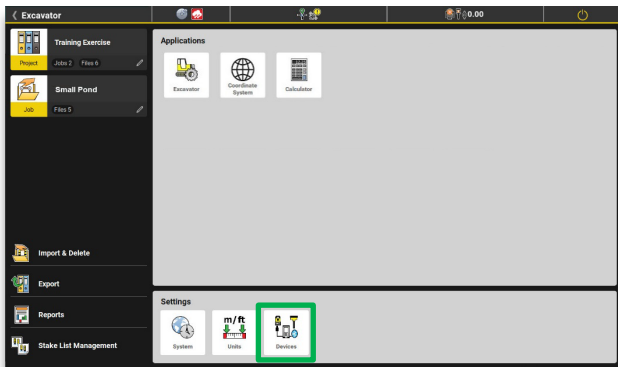 Excavator
0.00
Training Exercise
Project
Jobs 2
Files 6
Small Pond
Job
Files 5
Import & Delete
Export
Reports
Stake List Management
Applications
Excavator
Coordinate
System
Calculator
Settings
System
m/ft
Units
Devices